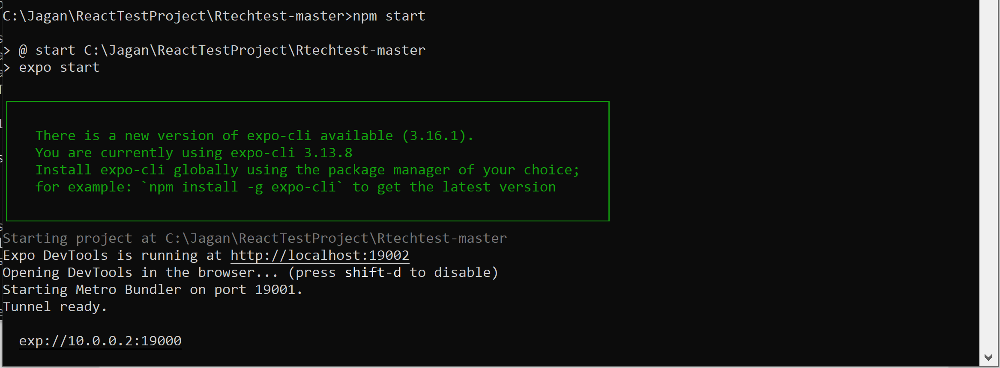 C:\Jagan\ReactTestProject\Rtechtest-master>npm start
> @ start C:\Jagan\ReactTestProject\Rtechtest-master
> expo start
There is a new version of expo-cli available (3.16.1).
You are currently using expo-cli 3.13.8
Install expo-cli globally using the package manager of your choice;
for example: `npm install -g expo-cli` to get the latest version
Starting project at C:\Jagan\ReactTestProject\Rtechtest-master
Expo DevTools is running at http://localhost:19002
Opening DevTools in the browser... (press shift-d to disable)
Starting Metro Bundler on port 19001.
Tunnel ready.
exp://10.0.0.2:19000